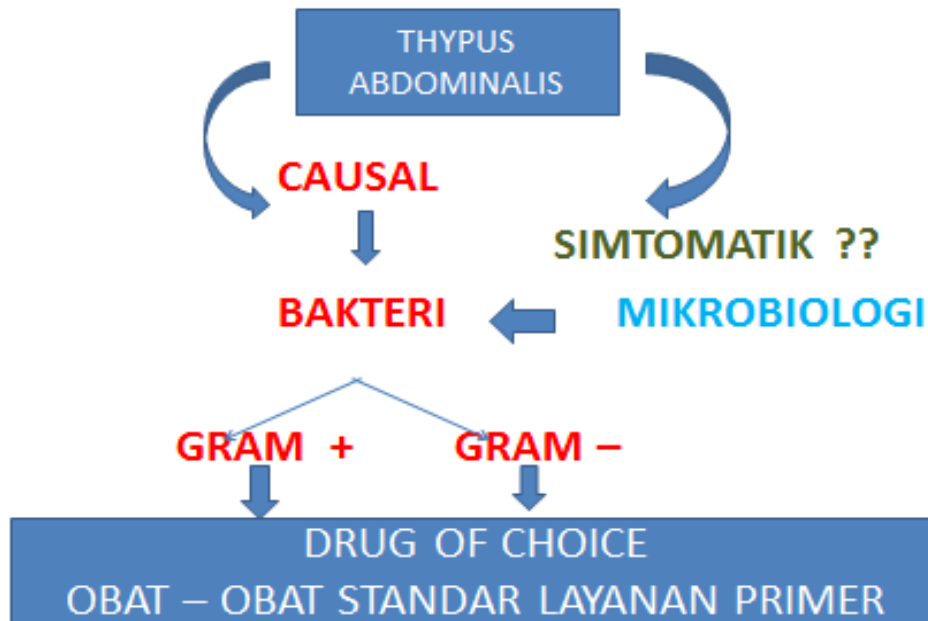 THYPUS
ABDOMINALIS
CAUSAL
SIMTOMATIK ??
BAKTERI
MIKROBIOLOGI
GRAM +
GRAM –
DRUG OF CHOICE
OBAT – OBAT STANDAR LAYANAN PRIMER